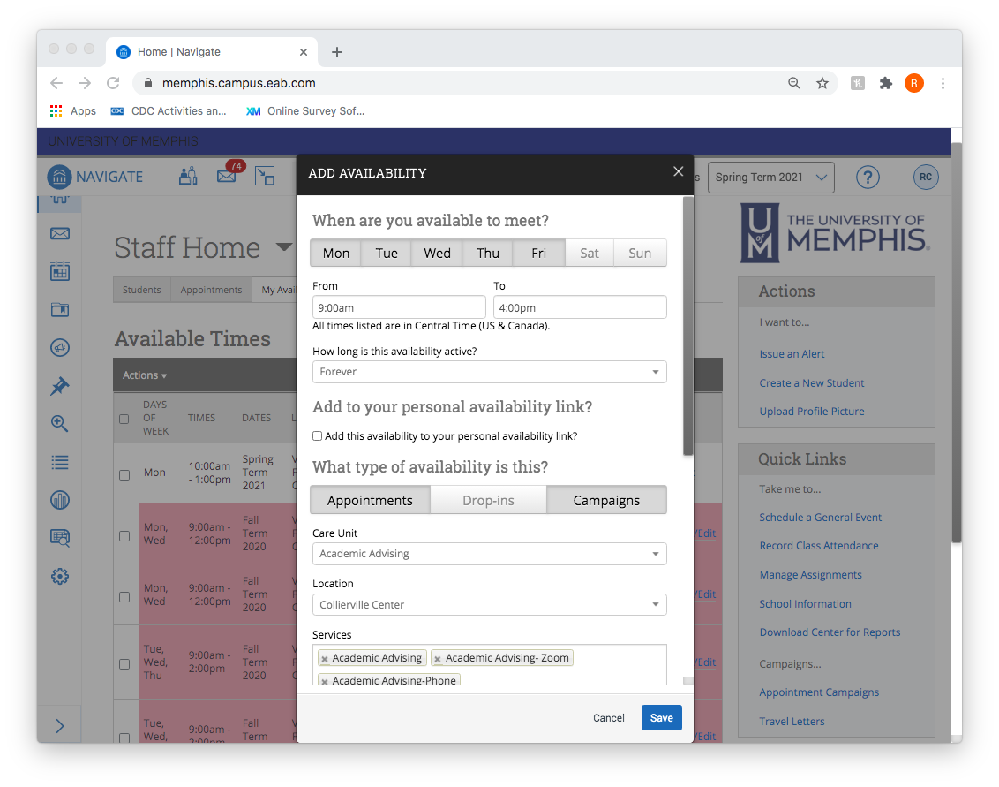 Home | Navigate
memphis.campus.eab.com
R
Apps
CDC Activities an...
XM Online Survey Sof...
UNIVERSITY OF MEMPHIS
NAVIGATE
74
Spring Term 2021
?
RC
Staff Home
Students
Appointments
My Avai
Available Times
Actions
DAYS OF WEEK
TIMES
DATES
Mon
10:00am - 1:00pm
Spring Term 2021
Mon, Wed
9:00am - 12:00pm
Fall Term 2020
/Edit
Mon, Wed
9:00am - 12:00pm
Fall Term 2020
/Edit
Tue, Wed, Thu
9:00am - 2:00pm
Fall Term 2020
/Edit
Tue, Wed,
9:00am - 2:00pm
Fall Term
/Edit
ADD AVAILABILITY
When are you available to meet?
Mon Tue Wed Thu Fri Sat Sun
From To
9:00am 4:00pm
All times listed are in Central Time (US & Canada).
How long is this availability active?
Forever
Add to your personal availability link?
Add this availability to your personal availability link?
What type of availability is this?
Appointments Drop-ins Campaigns
Care Unit
Academic Advising
Location
Collierville Center
Services
Academic Advising
Academic Advising- Zoom
Academic Advising-Phone
Cancel
Save
U of M
THE UNIVERSITY OF
MEMPHIS.
Actions
I want to...
Issue an Alert
Create a New Student
Upload Profile Picture
Quick Links
Take me to...
Schedule a General Event
Record Class Attendance
Manage Assignments
School Information
Download Center for Reports
Campaigns...
Appointment Campaigns
Travel Letters